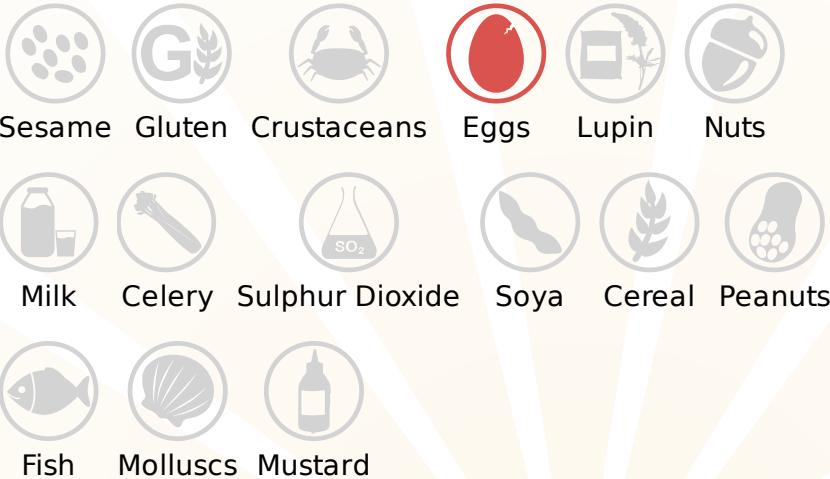 G
Sesame Gluten Crustaceans Eggs Lupin Nuts
SO₂
Milk Celery Sulphur Dioxide Soya Cereal Peanuts
Fish Molluscs Mustard